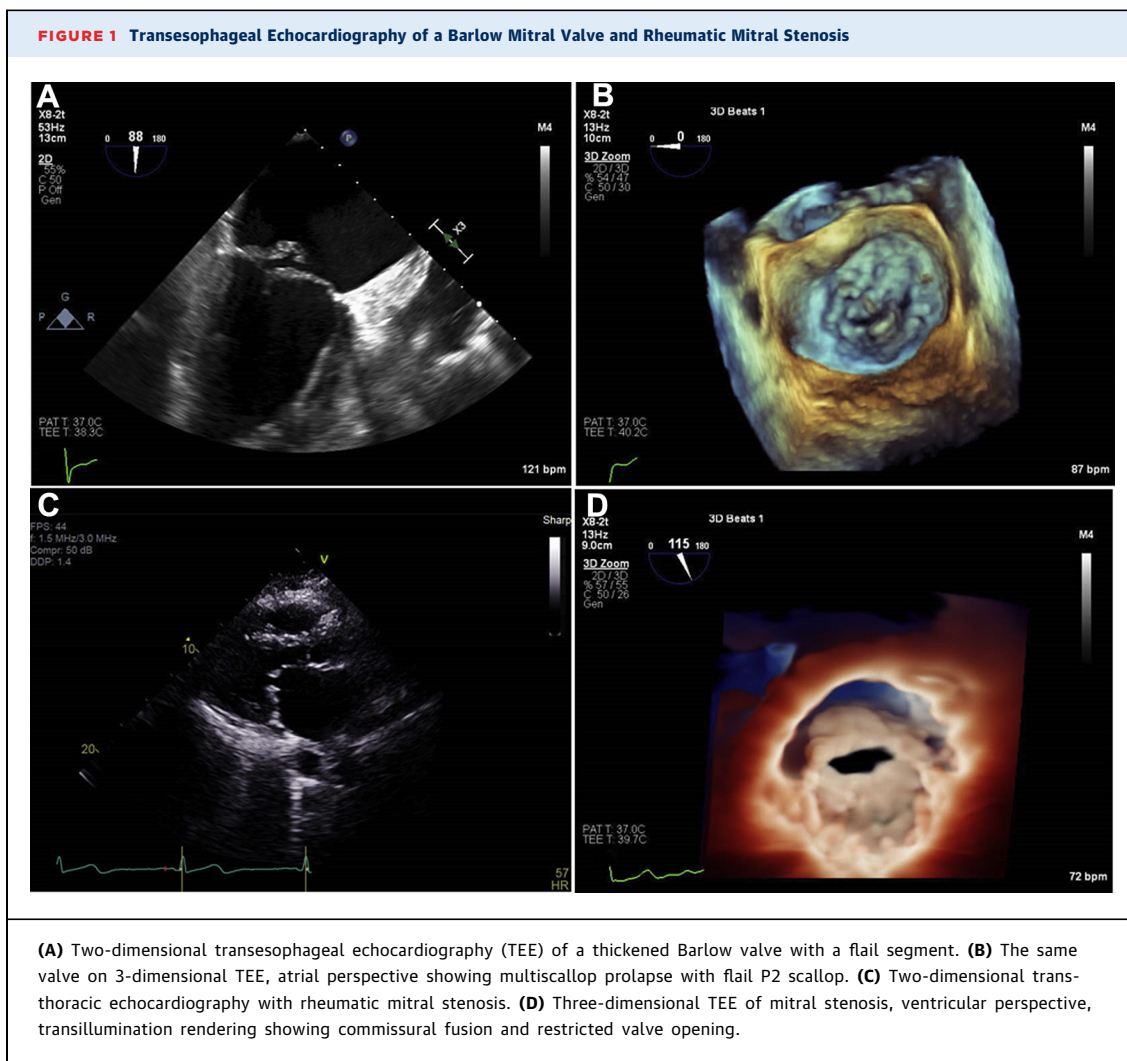 FIGURE 1 Transesophageal Echocardiography of a Barlow Mitral Valve and Rheumatic Mitral Stenosis
A
X8-2t
53Hz
13cm
0 88 180
P
M4
2D
55%
C 50
P Off
Gen
X3
G
P R
PAT T: 37.0C
TEE T: 38.3C
121 bpm
B
3D Beats 1
X8-2t
13Hz
10cm
0 0 180
M4
3D Zoom
2D / 3D
% 54 / 47
C 50 / 30
Gen
PAT T: 37.0C
TEE T: 40.2C
87 bpm
C
FPS: 44
f: 1.5 MHz/3.0 MHz
Compr: 50 dB
DDP: 1.4
Sharp
V
10
20
57
HR
D
3D Beats 1
X8-2t
13Hz
9.0cm
0 115 180
M4
3D Zoom
2D / 3D
% 57 / 55
C 50 / 26
Gen
PAT T: 37.0C
TEE T: 39.7C
72 bpm
(A) Two-dimensional transesophageal echocardiography (TEE) of a thickened Barlow valve with a flail segment. (B) The same
valve on 3-dimensional TEE, atrial perspective showing multiscallop prolapse with flail P2 scallop. (C) Two-dimensional trans-
thoracic echocardiography with rheumatic mitral stenosis. (D) Three-dimensional TEE of mitral stenosis, ventricular perspective,
transillumination rendering showing commissural fusion and restricted valve opening.